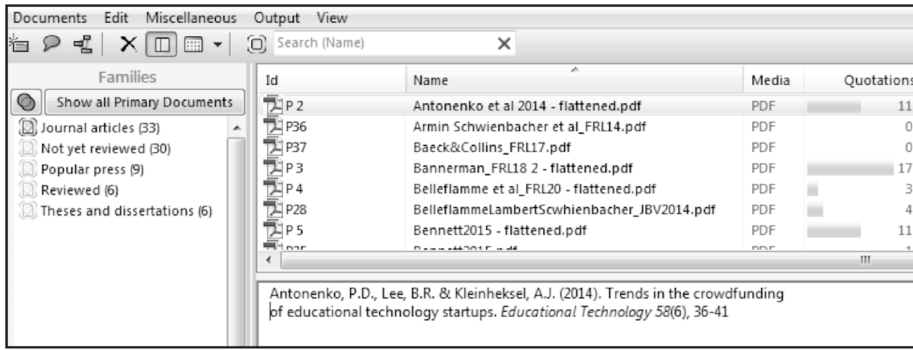 Documents Edit Miscellaneous Output View
Search (Name)
Families
Show all Primary Documents
Journal articles (33)
Not yet reviewed (30)
Popular press (9)
Reviewed (6)
Theses and dissertations (6)
Id Name Media Quotations
P 2 Antonenko et al 2014 - flattened.pdf PDF 11
P36 Armin Schwienbacher et al_FRL14.pdf PDF 0
P37 Baeck&Collins_FRL17.pdf PDF 0
P 3 Bannerman_FRL18 2 - flattened.pdf PDF 17
P 4 Belleflamme et al_FRL20 - flattened.pdf PDF 3
P28 BelleflammeLambertScwhienbacher_JBV2014.pdf PDF 4
P 5 Bennett2015 - flattened.pdf PDF 11
Antonenko, P.D., Lee, B.R. & Kleinheksel, A.J. (2014). Trends in the crowdfunding
of educational technology startups. Educational Technology 58(6), 36-41